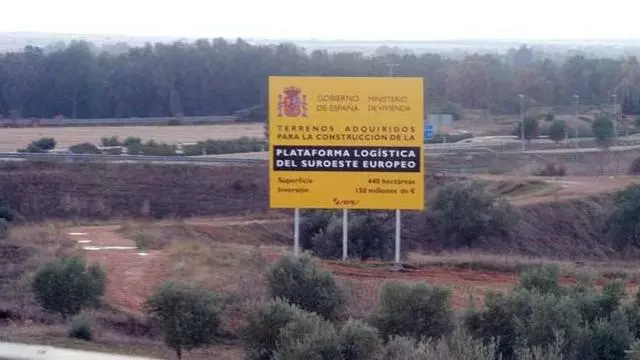 GOBIERNO MINISTERIO
DE ESPAÑA DE VIVIENDA
TERRENOS ADQUIRIDOS
PARA LA CONSTRUCCIÓN DE LA
PLATAFORMA LOGÍSTICA
DEL SUROESTE EUROPEO
Superficie 440 hectáreas
Inversión 150 millones de €